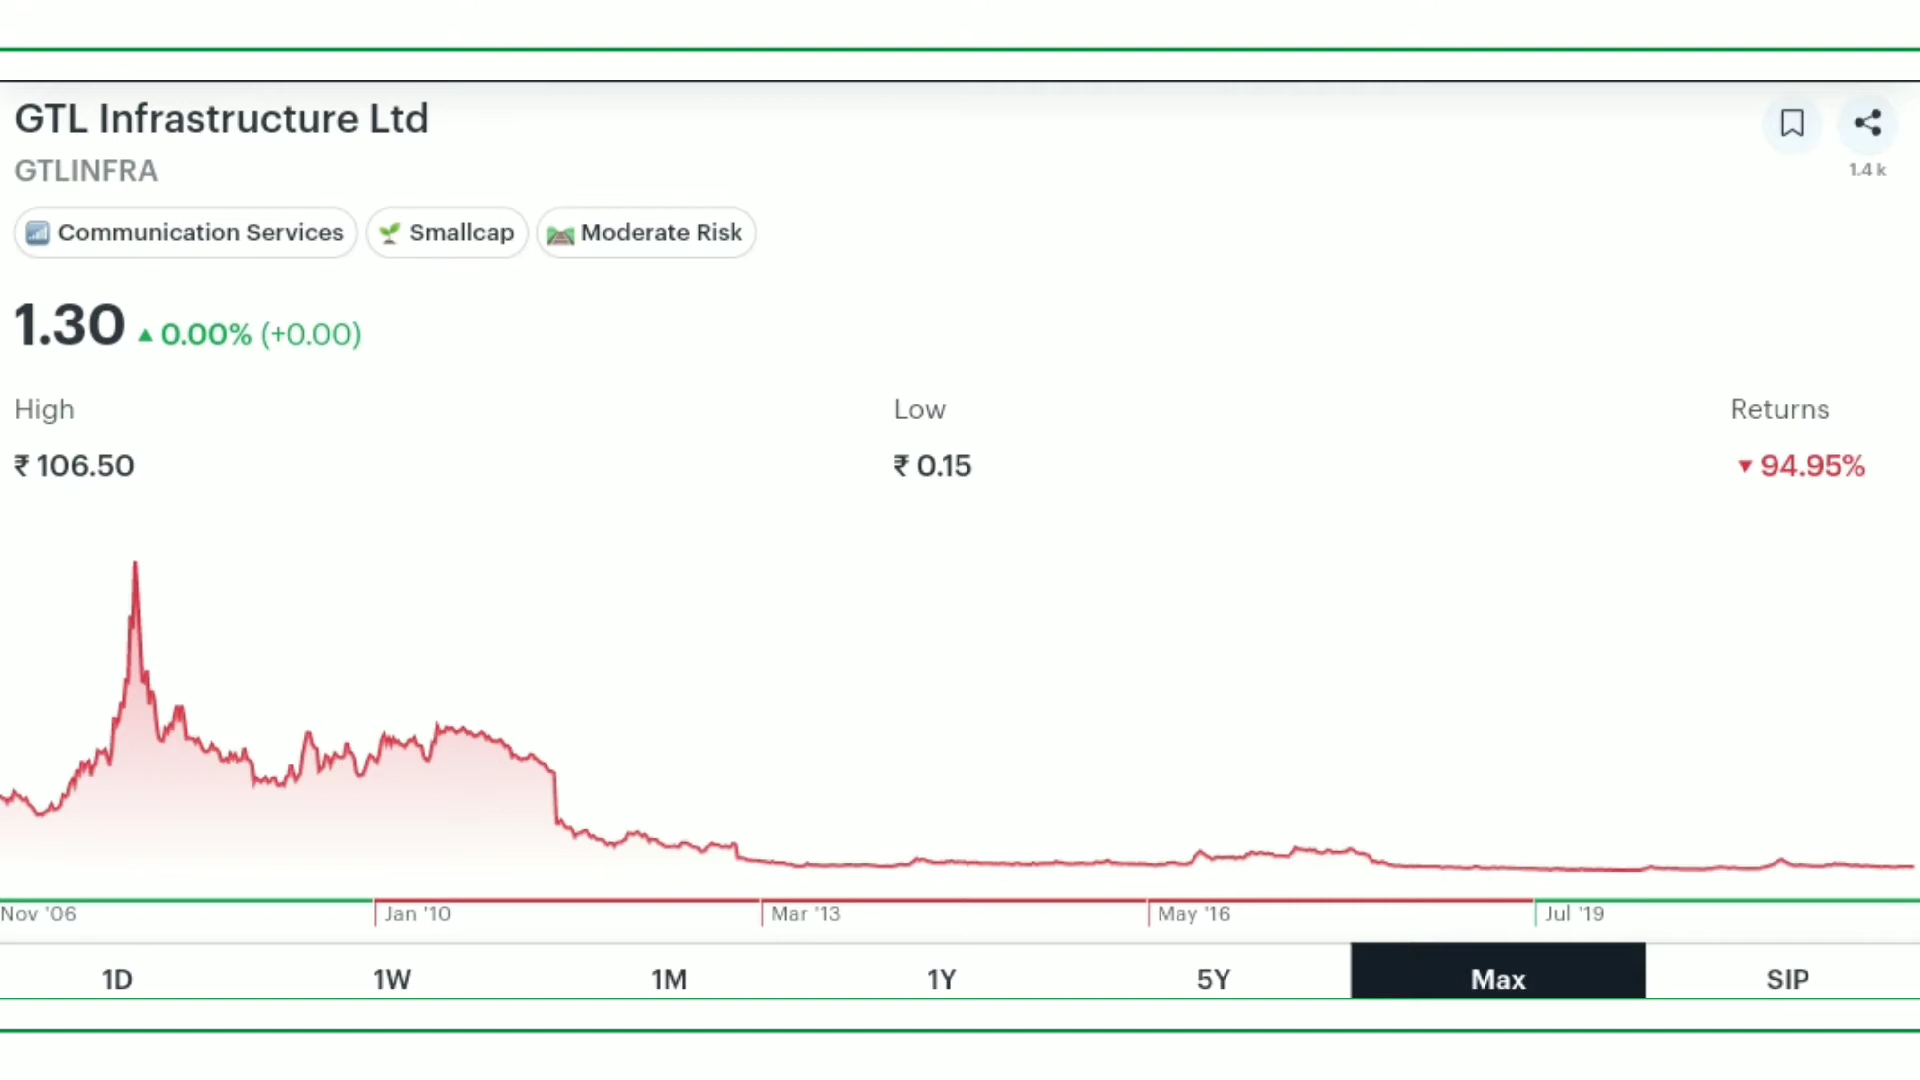 GTL Infrastructure Ltd
GTLINFRA
1.4 k
Communication Services Smallcap Moderate Risk
1.30 ▲ 0.00% (+0.00)
High Low Returns
₹ 106.50 ₹ 0.15 ▼ 94.95%
Nov '06 Jan '10 Mar '13 May '16 Jul '19
1D 1W 1M 1Y 5Y Max SIP